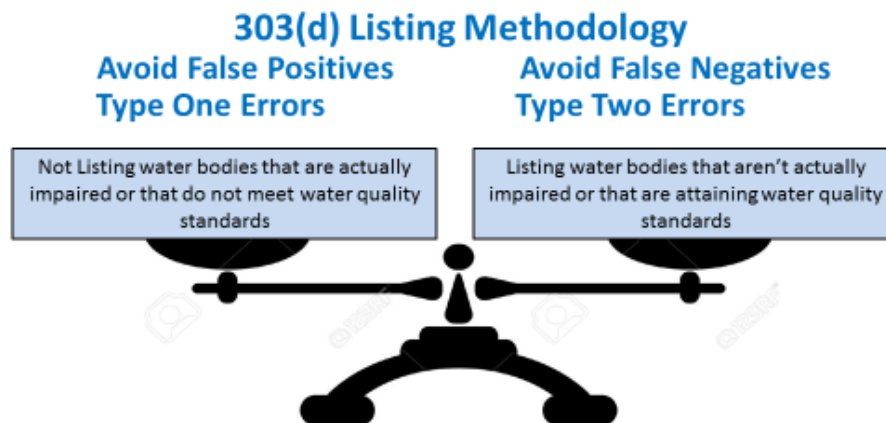 303(d) Listing Methodology
Avoid False Positives
Type One Errors
Avoid False Negatives
Type Two Errors
Not Listing water bodies that are actually
impaired or that do not meet water quality
standards
Listing water bodies that aren't actually
impaired or that are attaining water quality
standards
123RF
123RF